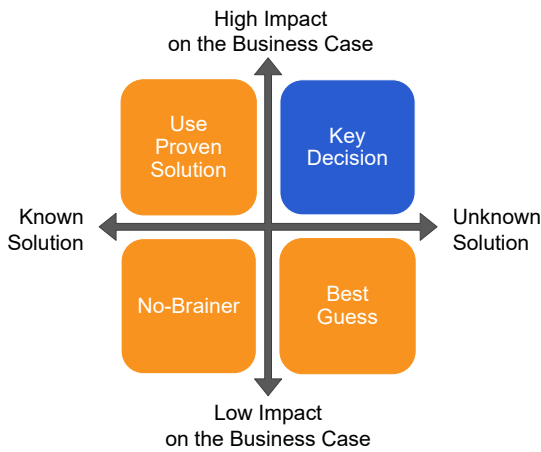 High Impact
on the Business Case
Use
Proven
Solution
Key
Decision
Known
Solution
Unknown
Solution
No-Brainer
Best
Guess
Low Impact
on the Business Case